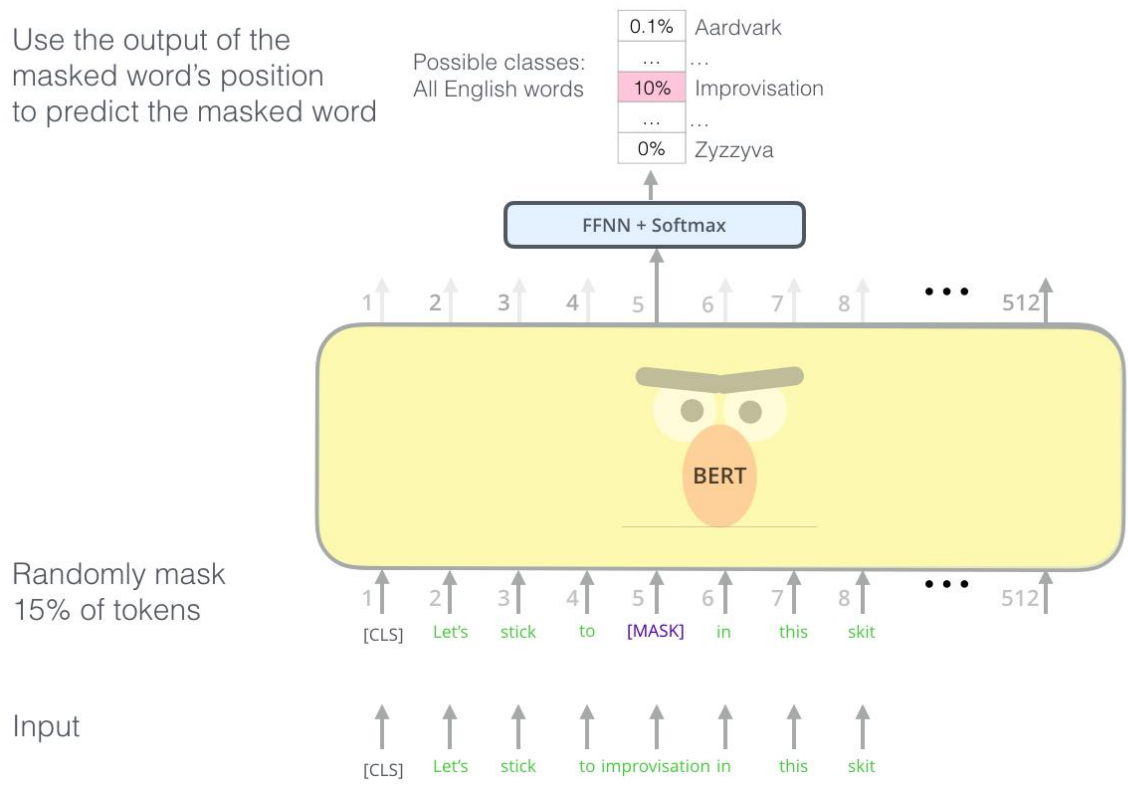 Use the output of the
masked word's position
to predict the masked word
Possible classes:
All English words
0.1% Aardvark
... ...
10% Improvisation
... ...
0% Zyzzyva
FFNN + Softmax
1 2 3 4 5 6 7 8 ••• 512
BERT
Randomly mask
15% of tokens
1 2 3 4 5 6 7 8 ••• 512
[CLS] Let's stick to [MASK] in this skit
Input
[CLS] Let's stick to improvisation in this skit